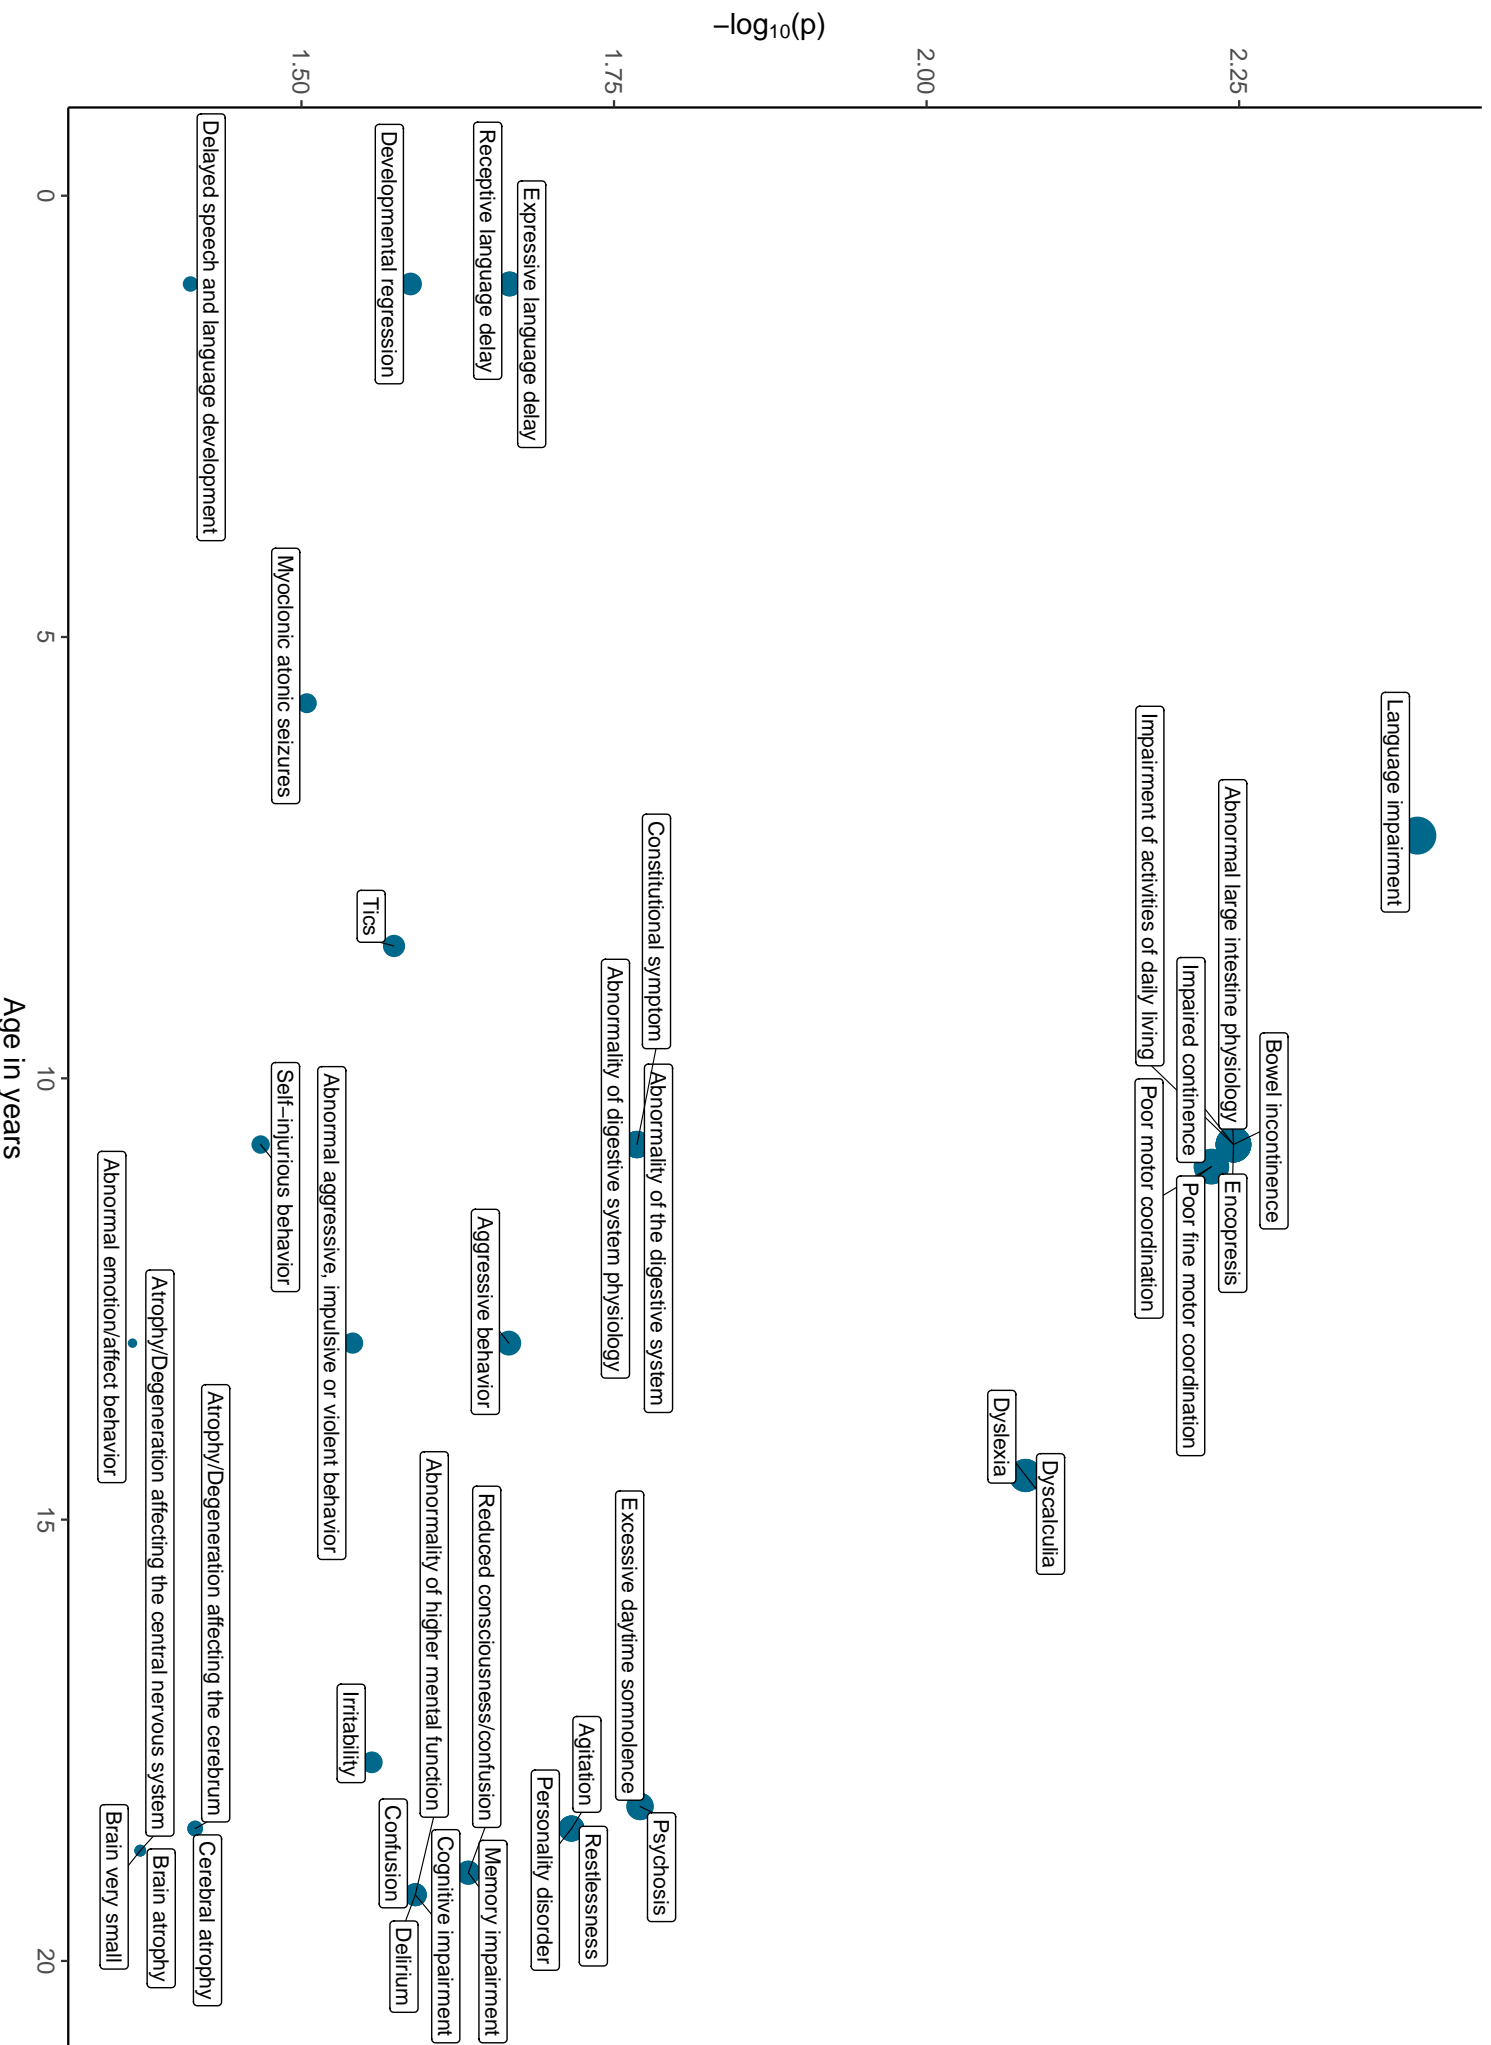 −log10(p)
1.50
1.75
2.00
2.25
0
5
10
15
20
Age in years
Language impairment
Bowel incontinence
Abnormal large intestine physiology
Encopresis
Impaired continence
Poor fine motor coordination
Impairment of activities of daily living
Poor motor coordination
Dyscalculia
Dyslexia
Constitutional symptom
Abnormality of the digestive system
Abnormality of digestive system physiology
Psychosis
Excessive daytime somnolence
Agitation
Restlessness
Personality disorder
Expressive language delay
Receptive language delay
Aggressive behavior
Reduced consciousness/confusion
Memory impairment
Abnormality of higher mental function
Cognitive impairment
Confusion
Delirium
Developmental regression
Tics
Irritability
Abnormal aggressive, impulsive or violent behavior
Myoclonic atonic seizures
Self−injurious behavior
Delayed speech and language development
Atrophy/Degeneration affecting the cerebrum
Cerebral atrophy
Atrophy/Degeneration affecting the central nervous system
Brain atrophy
Brain very small
Abnormal emotion/affect behavior